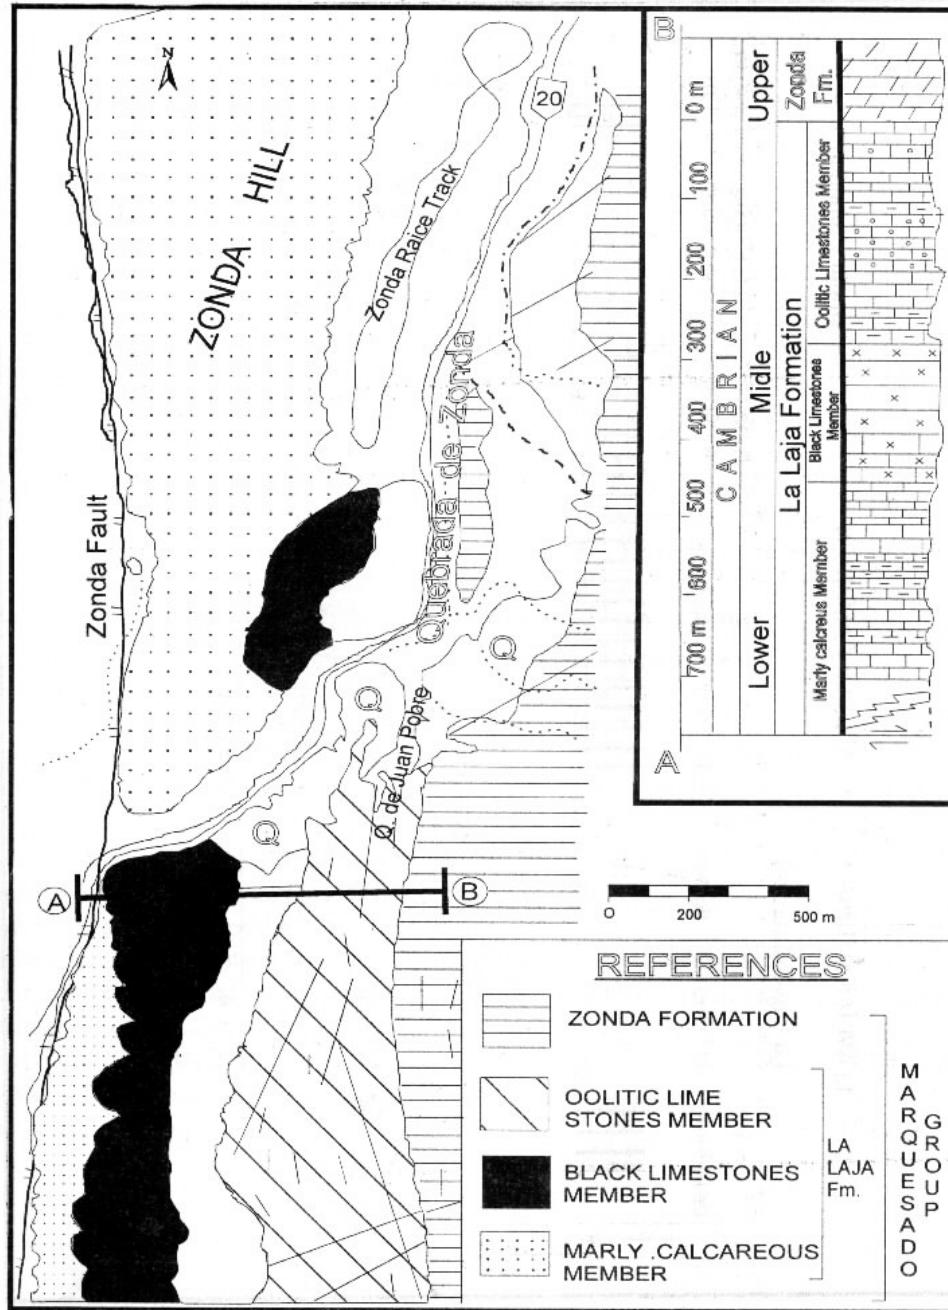 N
ZONDA HILL
20
Zonda Raice Track
Quebrada de Zonda
Zonda Fault
Q
Q
Q
Q. de Juan Pobre
A
B
B
0 m
100
200
300
400
500
600
700 m
A
CAMBRIAN
Upper
Midle
Lower
Zonda Fm.
La Laja Formation
Oolitic Limestones Member
Black Limestones Member
Marly calcreus Member
0
200
500 m
REFERENCES
ZONDA FORMATION
OOLITIC LIME
STONES MEMBER
BLACK LIMESTONES
MEMBER
MARLY .CALCAREOUS
MEMBER
LA
LAJA
Fm.
MARQUESADO
GROUP